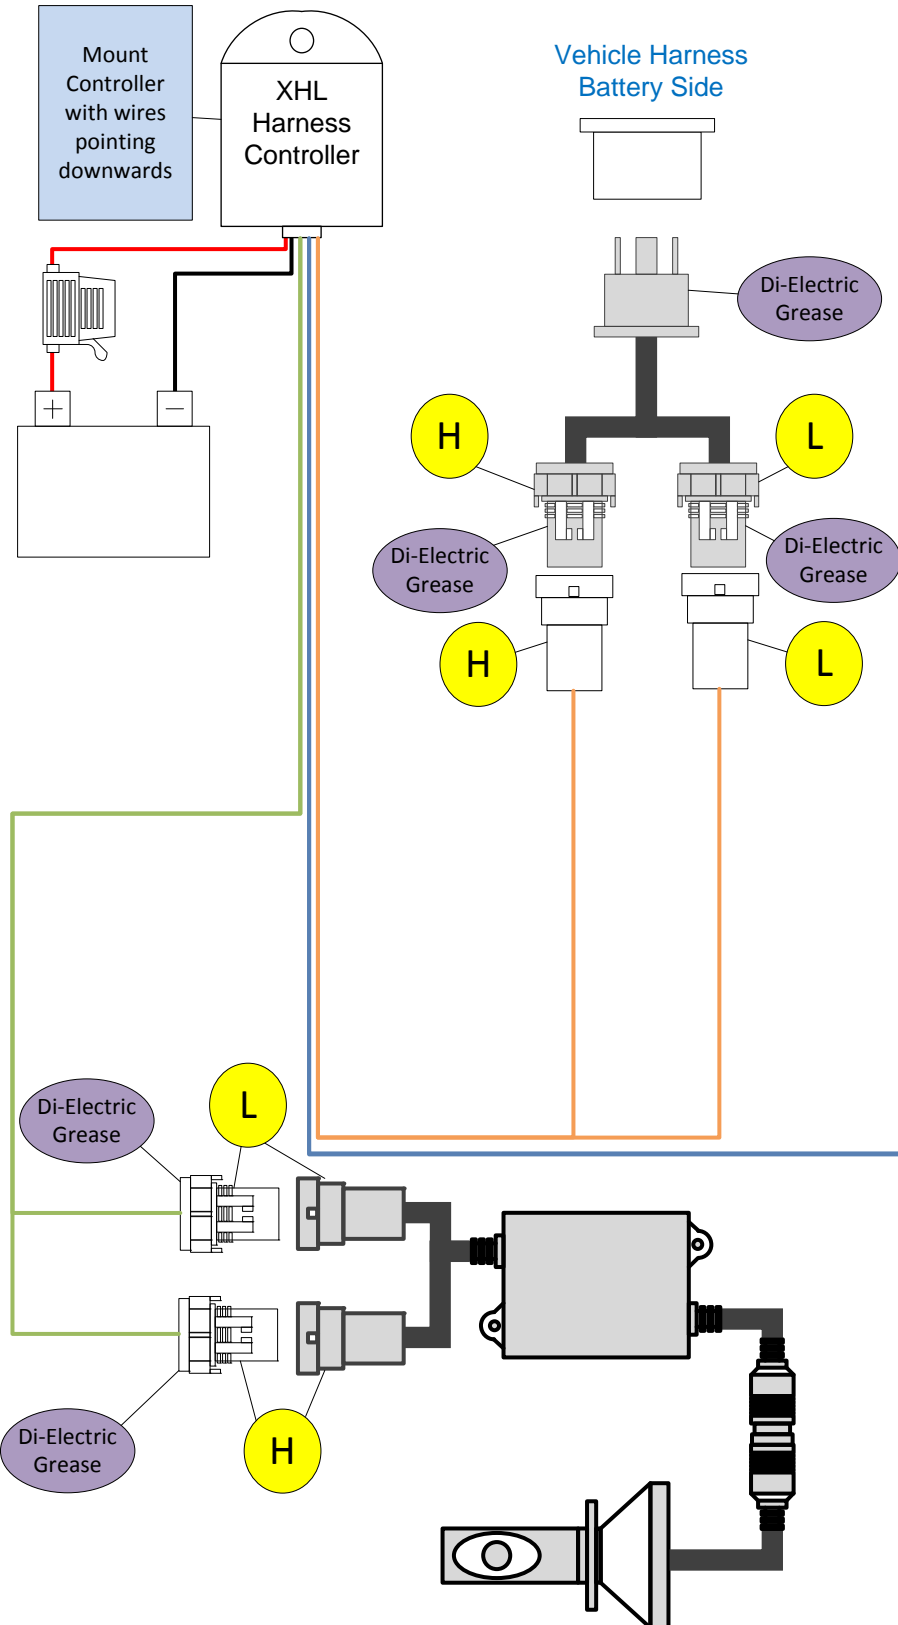 Mount
Controller
with wires
pointing
downwards
XHL
Harness
Controller
Vehicle Harness
Battery Side
Di-Electric
Grease
+
−
H
L
Di-Electric
Grease
Di-Electric
Grease
H
L
Di-Electric
Grease
L
Di-Electric
Grease
H